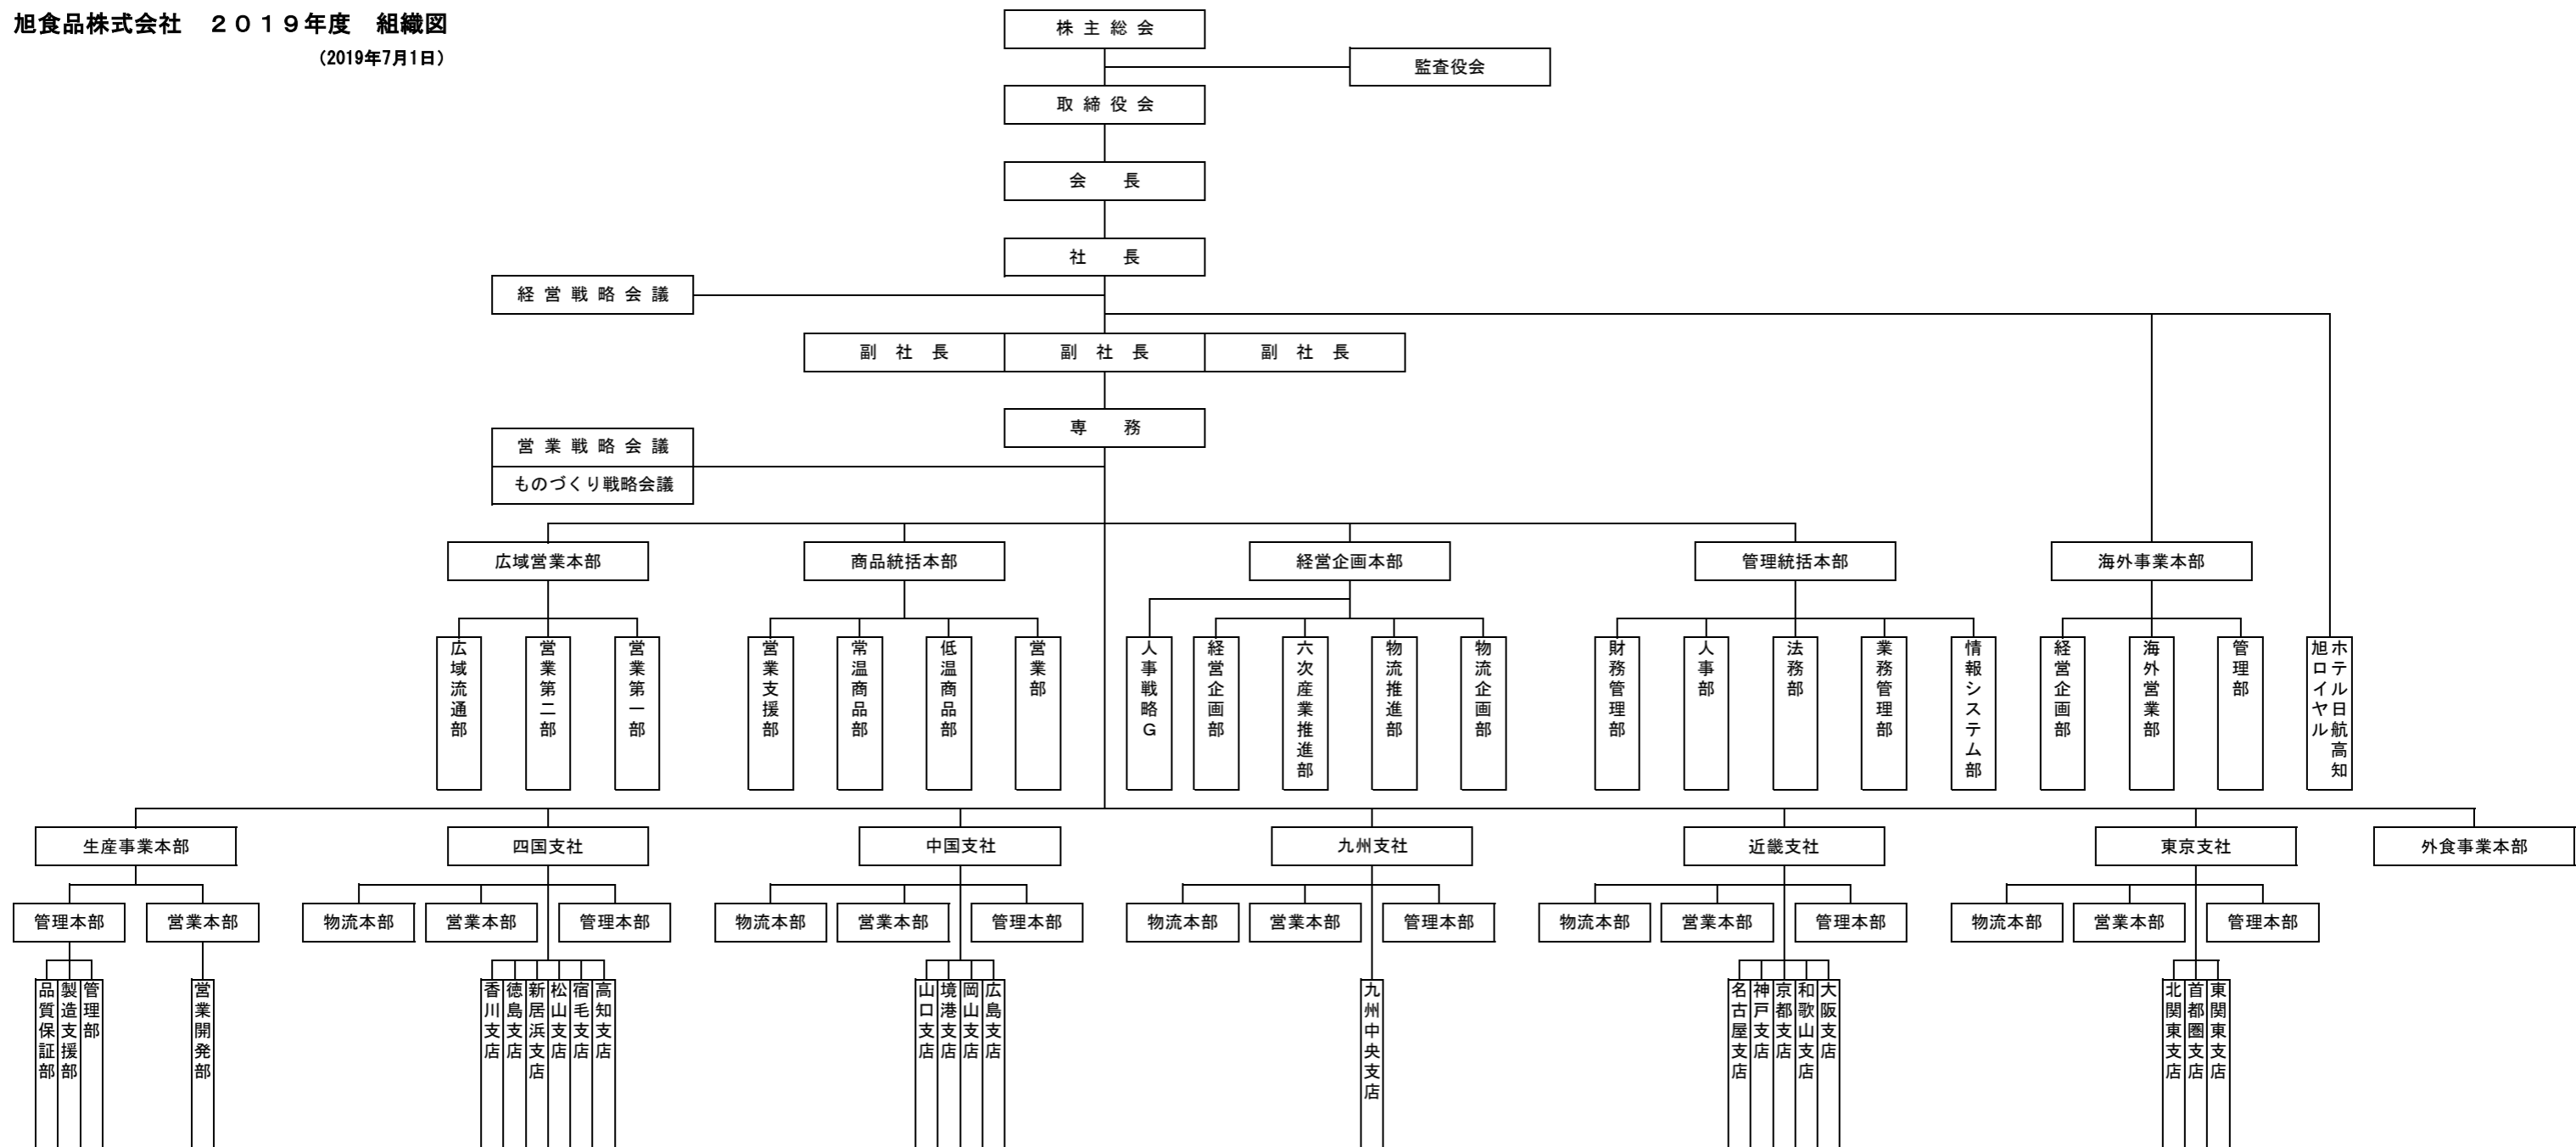 旭食品株式会社　２０１９年度　組織図
（2019年7月1日）
株 主 総 会
監査役会
取 締 役 会
会　　長
社　　長
経 営 戦 略 会 議
副　社　長
副　社　長
副　社　長
専　　務
営 業 戦 略 会 議
ものづくり戦略会議
広域営業本部
商品統括本部
経営企画本部
管理統括本部
海外事業本部
広域流通部
営業第二部
営業第一部
営業支援部
常温商品部
低温商品部
営業部
人事戦略Ｇ
経営企画部
六次産業推進部
物流推進部
物流企画部
財務管理部
人事部
法務部
業務管理部
情報システム部
経営企画部
海外営業部
管理部
ホテル日航高知
旭ロイヤル
生産事業本部
四国支社
中国支社
九州支社
近畿支社
東京支社
外食事業本部
管理本部
営業本部
物流本部
営業本部
管理本部
物流本部
営業本部
管理本部
物流本部
営業本部
管理本部
物流本部
営業本部
管理本部
物流本部
営業本部
管理本部
品質保証部
製造支援部
管理部
営業開発部
香川支店
徳島支店
新居浜支店
松山支店
宿毛支店
高知支店
山口支店
境港支店
岡山支店
広島支店
九州中央支店
名古屋支店
神戸支店
京都支店
和歌山支店
大阪支店
北関東支店
首都圏支店
東関東支店